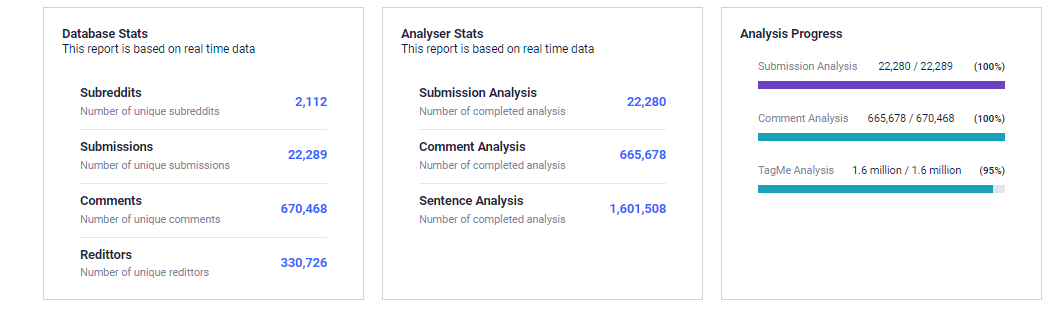 Database Stats
This report is based on real time data
Subreddits
Number of unique subreddits
2,112
Submissions
Number of unique submissions
22,289
Comments
Number of unique comments
670,468
Redittors
Number of unique redittors
330,726
Analyser Stats
This report is based on real time data
Submission Analysis
Number of completed analysis
22,280
Comment Analysis
Number of completed analysis
665,678
Sentence Analysis
Number of completed analysis
1,601,508
Analysis Progress
Submission Analysis 22,280 / 22,289 (100%)
Comment Analysis 665,678 / 670,468 (100%)
TagMe Analysis 1.6 million / 1.6 million (95%)